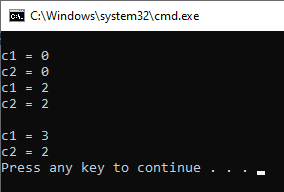 C:\Windows\system32\cmd.exe
c1 = 0
c2 = 0
c1 = 2
c2 = 2
c1 = 3
c2 = 2
Press any key to continue . . .